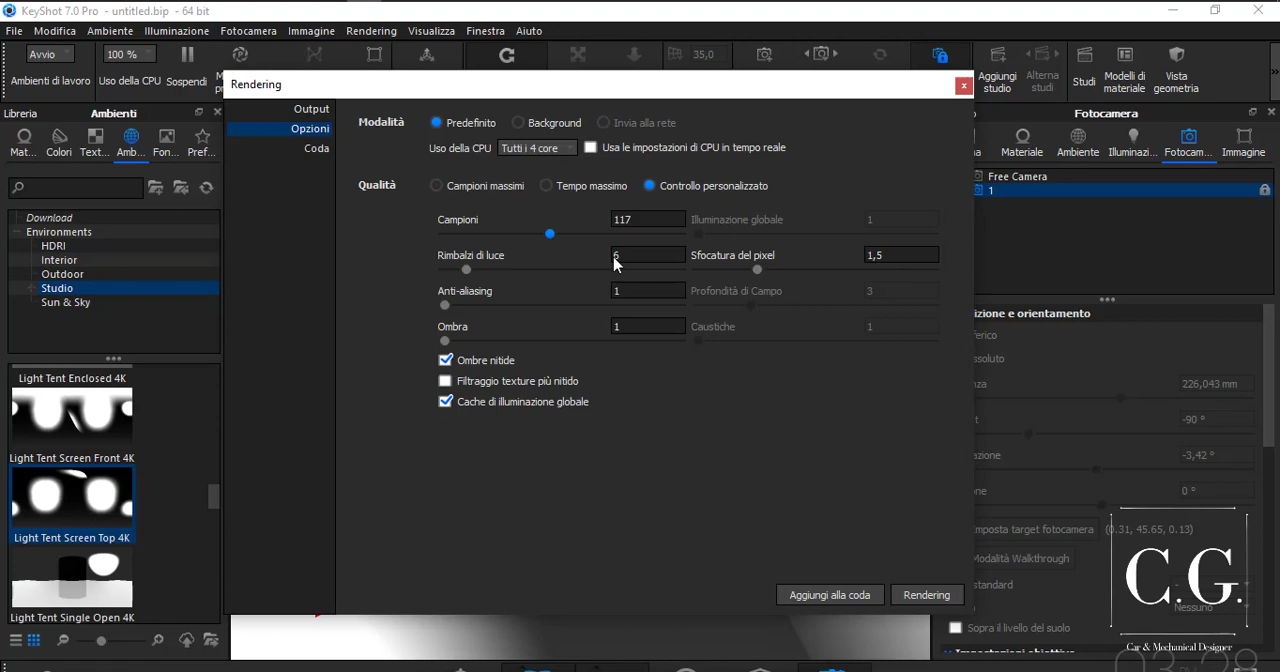 KeyShot 7.0 Pro - untitled.bip - 64 bit
File Modifica Ambiente Illuminazione Fotocamera Immagine Rendering Visualizza Finestra Aiuto
Avvio 100 % 35,0
Ambienti di lavoro Uso della CPU Sospendi Aggiungi studio Alterna studi Studi Modelli di materiale Vista geometria
Rendering
Libreria Ambienti
Mat... Colori Text... Amb... Fon... Pref...
Download
Environments
HDRI
Interior
Outdoor
Studio
Sun & Sky
Light Tent Enclosed 4K
Light Tent Screen Front 4K
Light Tent Screen Top 4K
Light Tent Single Open 4K
Output
Opzioni
Coda
Modalità Predefinito Background Invia alla rete
Uso della CPU Tutti i 4 core Usa le impostazioni di CPU in tempo reale
Qualità Campioni massimi Tempo massimo Controllo personalizzato
Campioni 117 Illuminazione globale 1
Rimbalzi di luce 6 Sfocatura del pixel 1,5
Anti-aliasing 1 Profondità di Campo 3
Ombra 1 Caustiche 1
Ombre nitide
Filtraggio texture più nitido
Cache di illuminazione globale
Aggiungi alla coda Rendering
Fotocamera
Materiale Ambiente Illuminazi... Fotocam... Immagine
Free Camera
1
izione e orientamento
ferico
ssoluto
nza 226,043 mm
t -90 °
azione -3,42 °
one 0 °
mposta target fotocamera (0.31, 45.65, 0.13)
Modalità Walkthrough
standard
Nessuno
Sopra il livello del suolo
C.G.
Car & Mechanical Designer